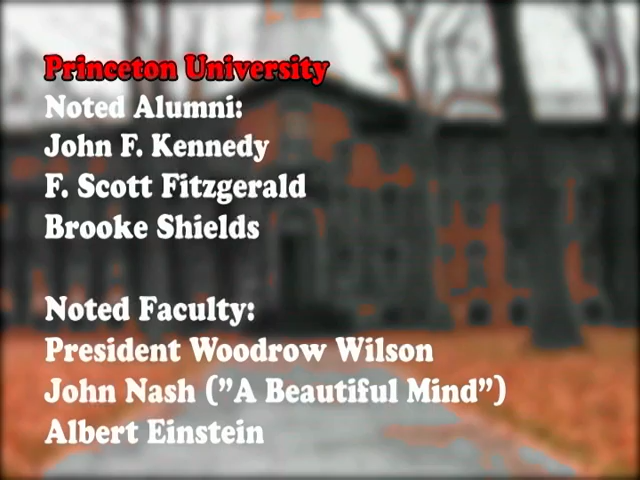 Princeton University
Noted Alumni:
John F. Kennedy
F. Scott Fitzgerald
Brooke Shields
Noted Faculty:
President Woodrow Wilson
John Nash ("A Beautiful Mind")
Albert Einstein